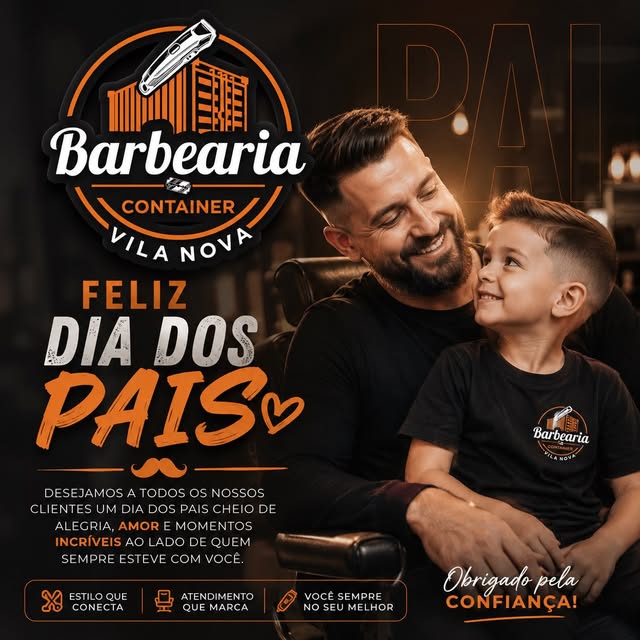 PAI
Barbearia
CONTAINER
VILA NOVA
FELIZ
DIA DOS
PAIS
DESEJAMOS A TODOS OS NOSSOS
CLIENTES UM DIA DOS PAIS CHEIO DE
ALEGRIA, AMOR E MOMENTOS
INCRÍVEIS AO LADO DE QUEM
SEMPRE ESTEVE COM VOCÊ.
Barbearia
CONTAINER
VILA NOVA
ESTILO QUE
CONECTA
ATENDIMENTO
QUE MARCA
VOCÊ SEMPRE
NO SEU MELHOR
Obrigado pela
CONFIANÇA!